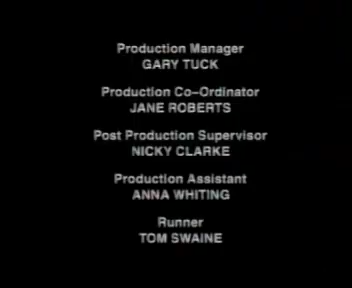 Production Manager
GARY TUCK
Production Co-Ordinator
JANE ROBERTS
Post Production Supervisor
NICKY CLARKE
Production Assistant
ANNA WHITING
Runner
TOM SWAINE